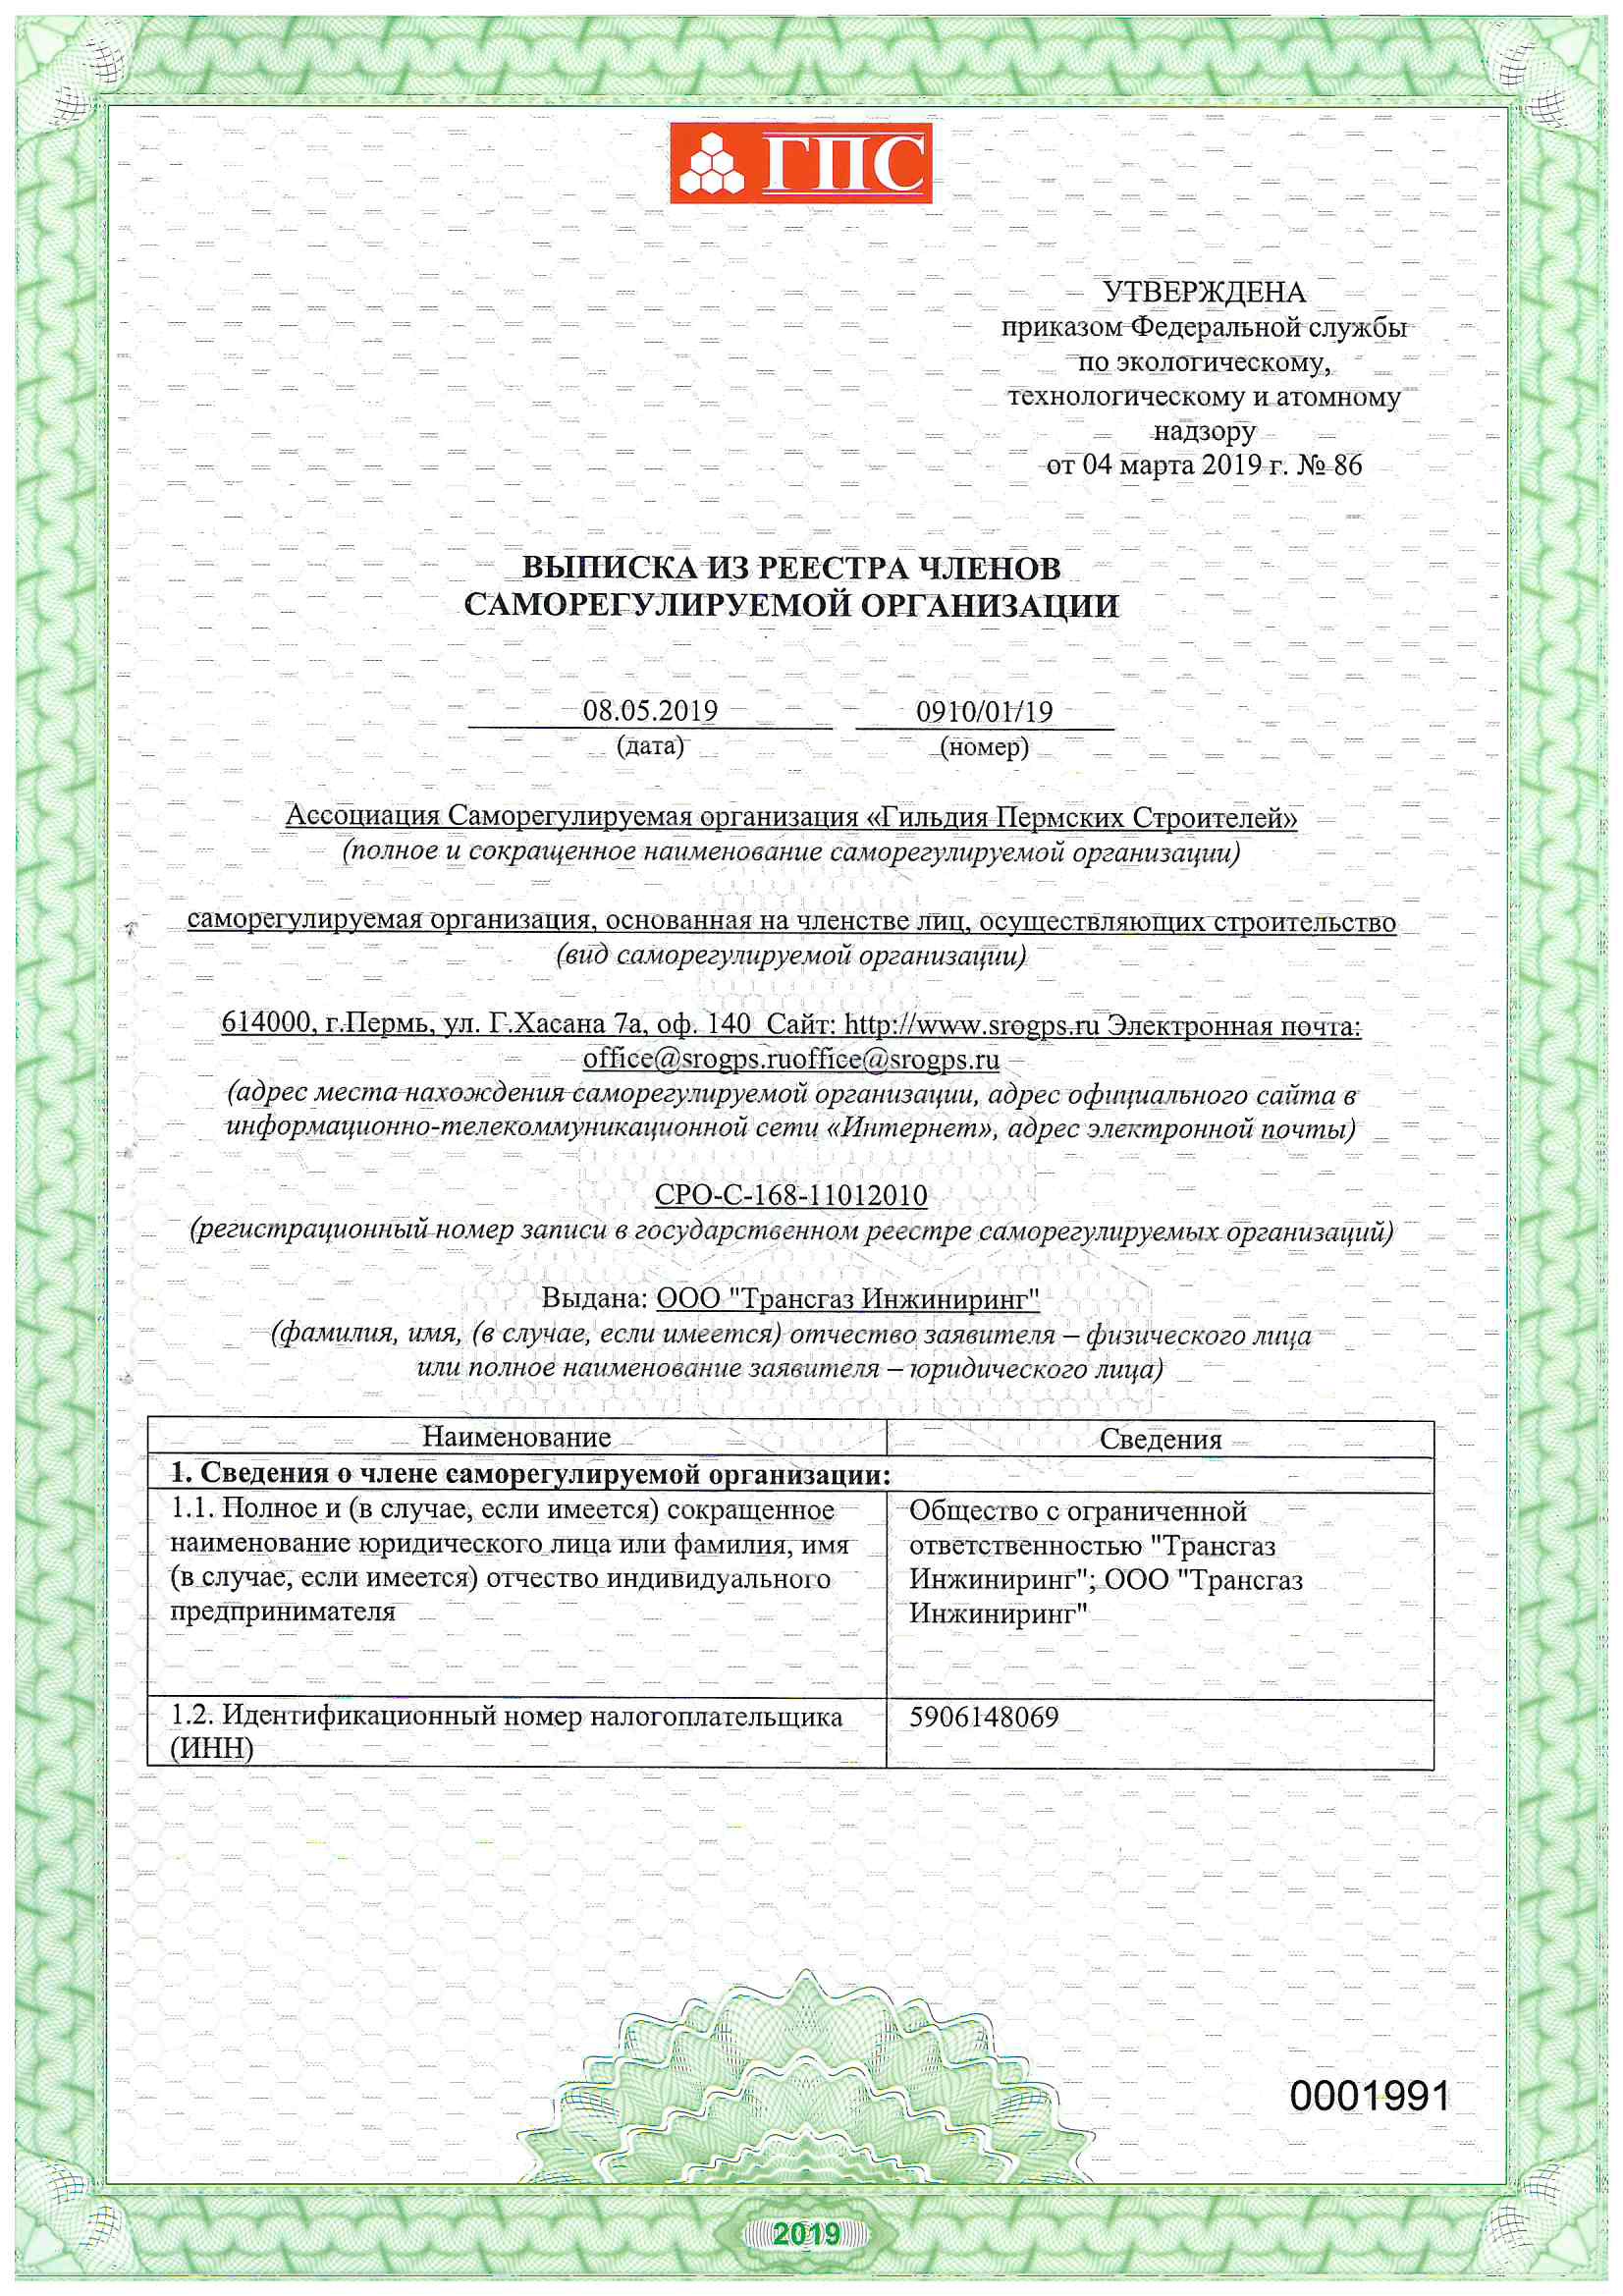 ГПС
УТВЕРЖДЕНА
приказом Федеральной службы
по экологическому,
технологическому и атомному
надзору
от 04 марта 2019 г. № 86
ВЫПИСКА ИЗ РЕЕСТРА ЧЛЕНОВ
САМОРЕГУЛИРУЕМОЙ ОРГАНИЗАЦИИ
08.05.2019 0910/01/19
(дата) (номер)
Ассоциация Саморегулируемая организация «Гильдия Пермских Строителей»
(полное и сокращенное наименование саморегулируемой организации)
саморегулируемая организация, основанная на членстве лиц, осуществляющих строительство
(вид саморегулируемой организации)
614000, г.Пермь, ул. Г.Хасана 7а, оф. 140 Сайт: http://www.srogps.ru Электронная почта:
office@srogps.ruoffice@srogps.ru
(адрес места нахождения саморегулируемой организации, адрес официального сайта в
информационно-телекоммуникационной сети «Интернет», адрес электронной почты)
СРО-С-168-11012010
(регистрационный номер записи в государственном реестре саморегулируемых организаций)
Выдана: ООО "Трансгаз Инжиниринг"
(фамилия, имя, (в случае, если имеется) отчество заявителя – физического лица
или полное наименование заявителя – юридического лица)
Наименование Сведения
1. Сведения о члене саморегулируемой организации:
1.1. Полное и (в случае, если имеется) сокращенное
наименование юридического лица или фамилия, имя
(в случае, если имеется) отчество индивидуального
предпринимателя
Общество с ограниченной
ответственностью "Трансгаз
Инжиниринг"; ООО "Трансгаз
Инжиниринг"
1.2. Идентификационный номер налогоплательщика
(ИНН)
5906148069
0001991
2019